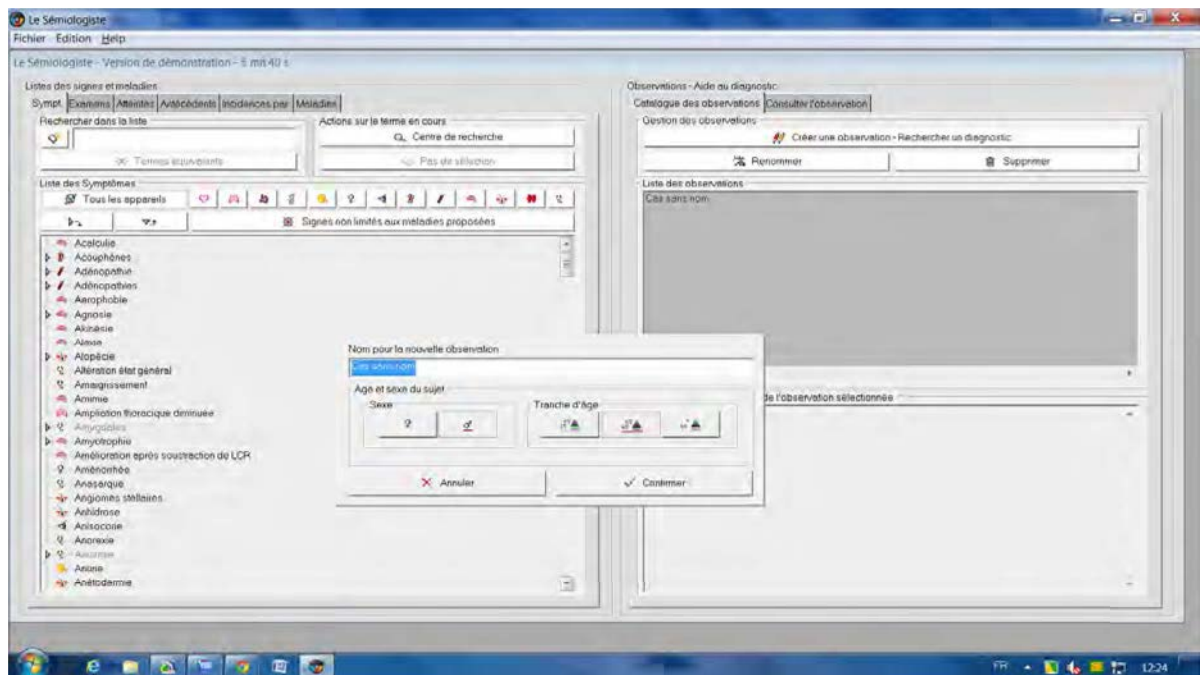 Le Sémiologiste
Fichier Edition Help
Le Sémiologiste - Version de démonstration - 5 mn 40 s
Listes des signes et maladies
Sympt. Examens Atteintes Antécédents Incidences par Maladies
Rechercher dans la liste
Actions sur le terme en cours
Centre de recherche
Termes équivalents
Pas de sélection
Liste des Symptômes
Tous les appareils
Signes non limités aux maladies proposées
Acalculie
Acouphènes
Adénopathie
Adénopathies
Aerophobie
Agnosie
Akinésie
Alexie
Alopécie
Altération état général
Amaigrissement
Amimie
Ampliation thoracique diminuée
Amygdales
Amyotrophie
Amélioration après soustraction de LCR
Aménorrhée
Anasarque
Angiomes stellaires
Anhidrose
Anisocorie
Anorexie
Anurie
Anétodermie
Observations - Aide au diagnostic
Catalogue des observations Consulter l'observation
Gestion des observations
Créer une observation - Rechercher un diagnostic
Renommer
Supprimer
Liste des observations
Cas sans nom
de l'observation sélectionnée
Nom pour la nouvelle observation
Cas sans nom
Age et sexe du sujet
Sexe
Tranche d'âge
Annuler
Confirmer
FR
12:24